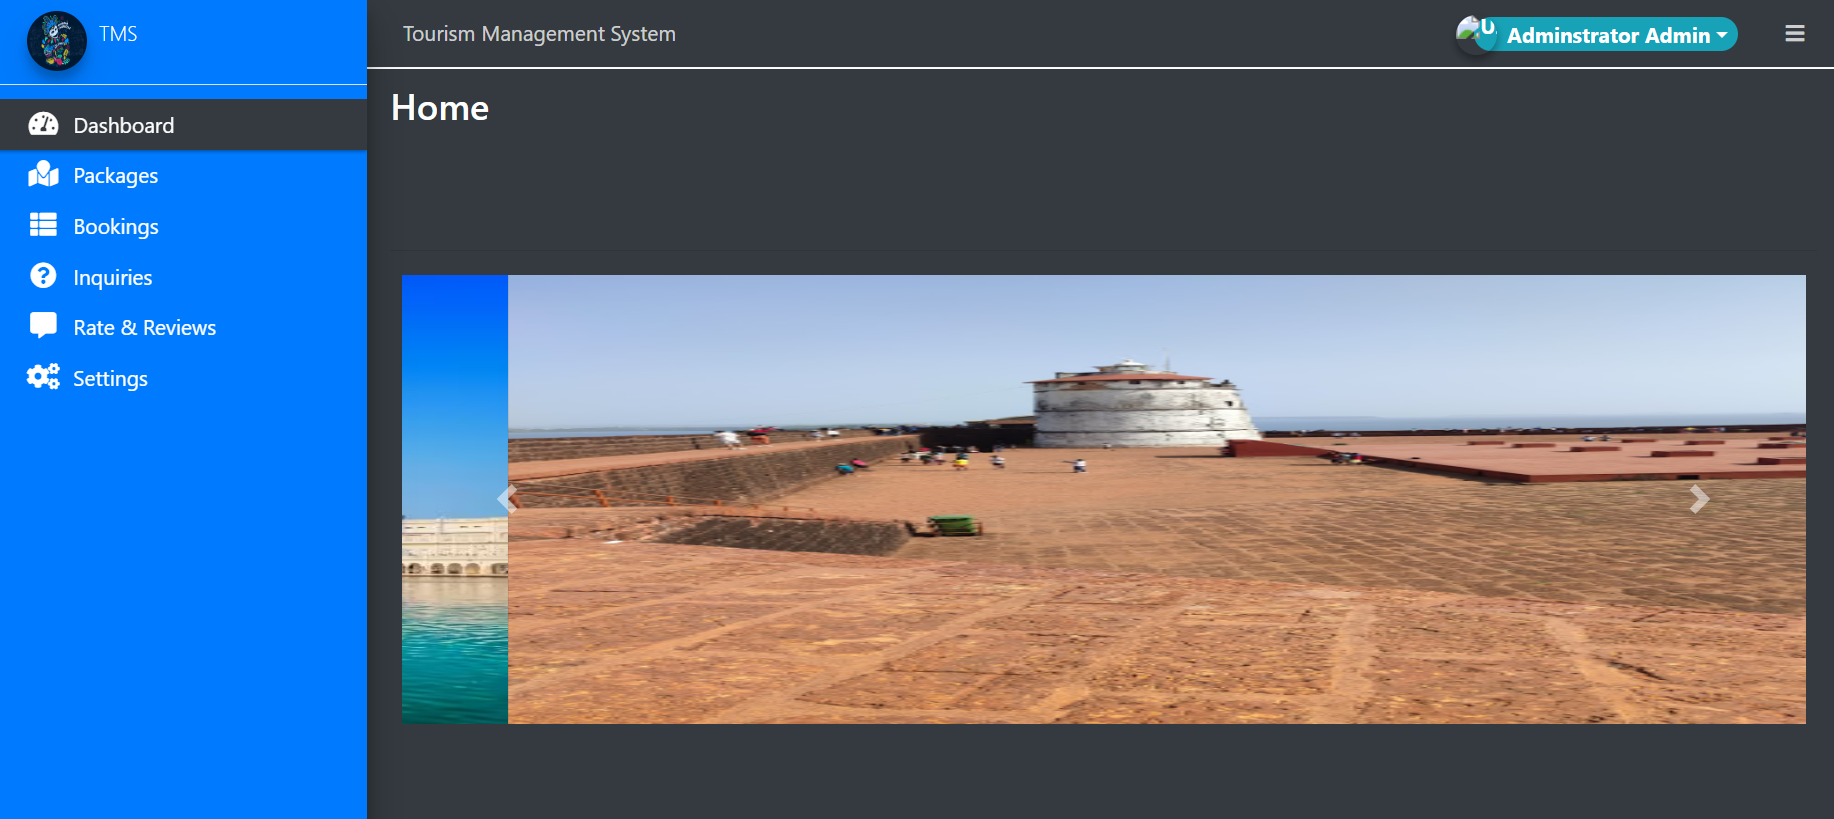 TMS
Tourism Management System
U
Adminstrator Admin
Home
Dashboard
Packages
Bookings
Inquiries
Rate & Reviews
Settings